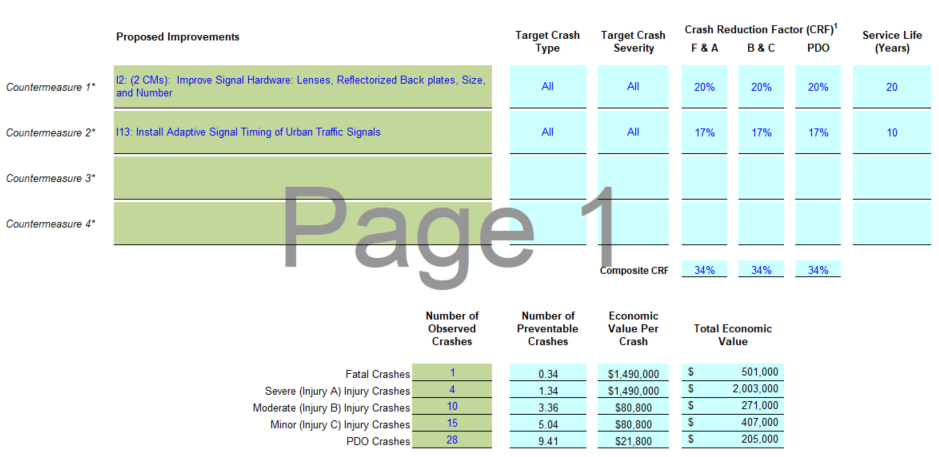 Proposed Improvements
Target Crash Type
Target Crash Severity
Crash Reduction Factor (CRF)1
F & A
B & C
PDO
Service Life (Years)
Countermeasure 1*
I2: (2 CMs): Improve Signal Hardware: Lenses, Reflectorized Back plates, Size,
and Number
All
All
20%
20%
20%
20
Countermeasure 2*
I13: Install Adaptive Signal Timing of Urban Traffic Signals
All
All
17%
17%
17%
10
Countermeasure 3*
Countermeasure 4*
Page 1
Composite CRF
34%
34%
34%
Number of Observed Crashes
Number of Preventable Crashes
Economic Value Per Crash
Total Economic Value
Fatal Crashes 1 0.34 $1,490,000 $ 501,000
Severe (Injury A) Injury Crashes 4 1.34 $1,490,000 $ 2,003,000
Moderate (Injury B) Injury Crashes 10 3.36 $80,800 $ 271,000
Minor (Injury C) Injury Crashes 15 5.04 $80,800 $ 407,000
PDO Crashes 28 9.41 $21,800 $ 205,000